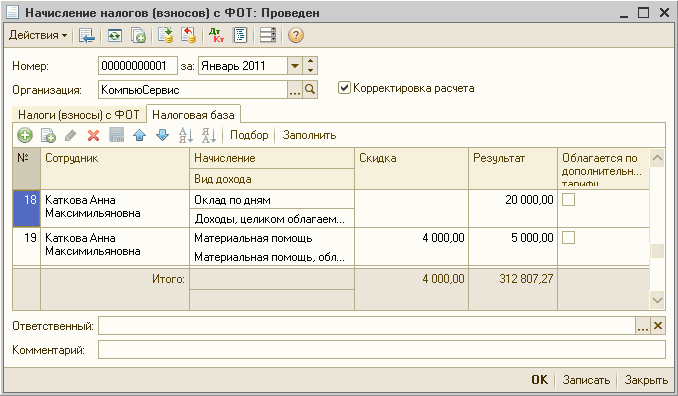 Начисление налогов (взносов) с ФОТ: Проведен
Действия
Дт Кт
Номер: 00000000001 за: Январь 2011
Организация: КомпьюСервис ... Корректировка расчета
Налоги (взносы) с ФОТ Налоговая база
Подбор Заполнить
№ Сотрудник Начисление Скидка Результат Облагается по дополнительн... тарифу
Вид дохода
18 Каткова Анна Максимильяновна Оклад по дням 20 000,00
Доходы, целиком облагаем...
19 Каткова Анна Максимильяновна Материальная помощь 4 000,00 5 000,00
Материальная помощь, обл...
Итого: 4 000,00 312 807,27
Ответственный: ...
Комментарий:
OK Записать Закрыть